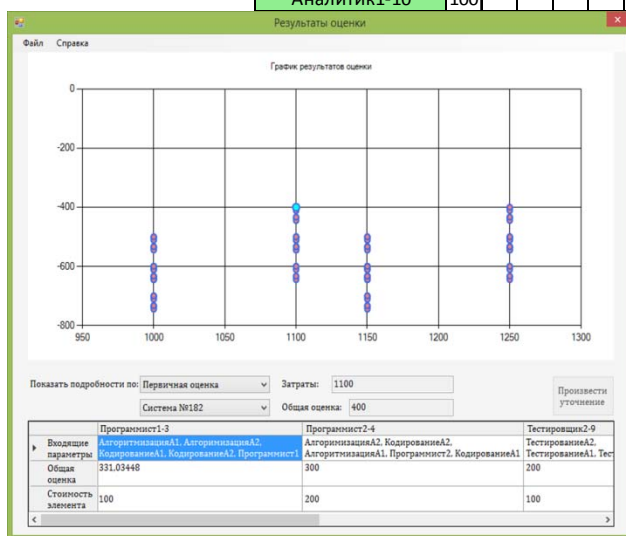 Аналитик1-10 100
Результаты оценки
Файл Справка
График результатов оценки
0
-200
-400
-600
-800
950 1000 1050 1100 1150 1200 1250 1300
Показать подробности по: Первичная оценка Затраты: 1100
Произвести уточнение
Система №182 Общая оценка: 400
Программист1-3 Программист2-4 Тестировщик2-9
Входящие параметры АлгоритмизацияА1, АлгоримизацияА2, КодированиеА1, КодированиеА2, Программист1 АлгоримизацияА2, КодированиеА2, АлгоритмизацияА1, Программист2, КодированиеА1 ТестированиеА2, ТестированиеА1, Тес
Общая оценка 331,03448 300 200
Стоимость элемента 100 200 100